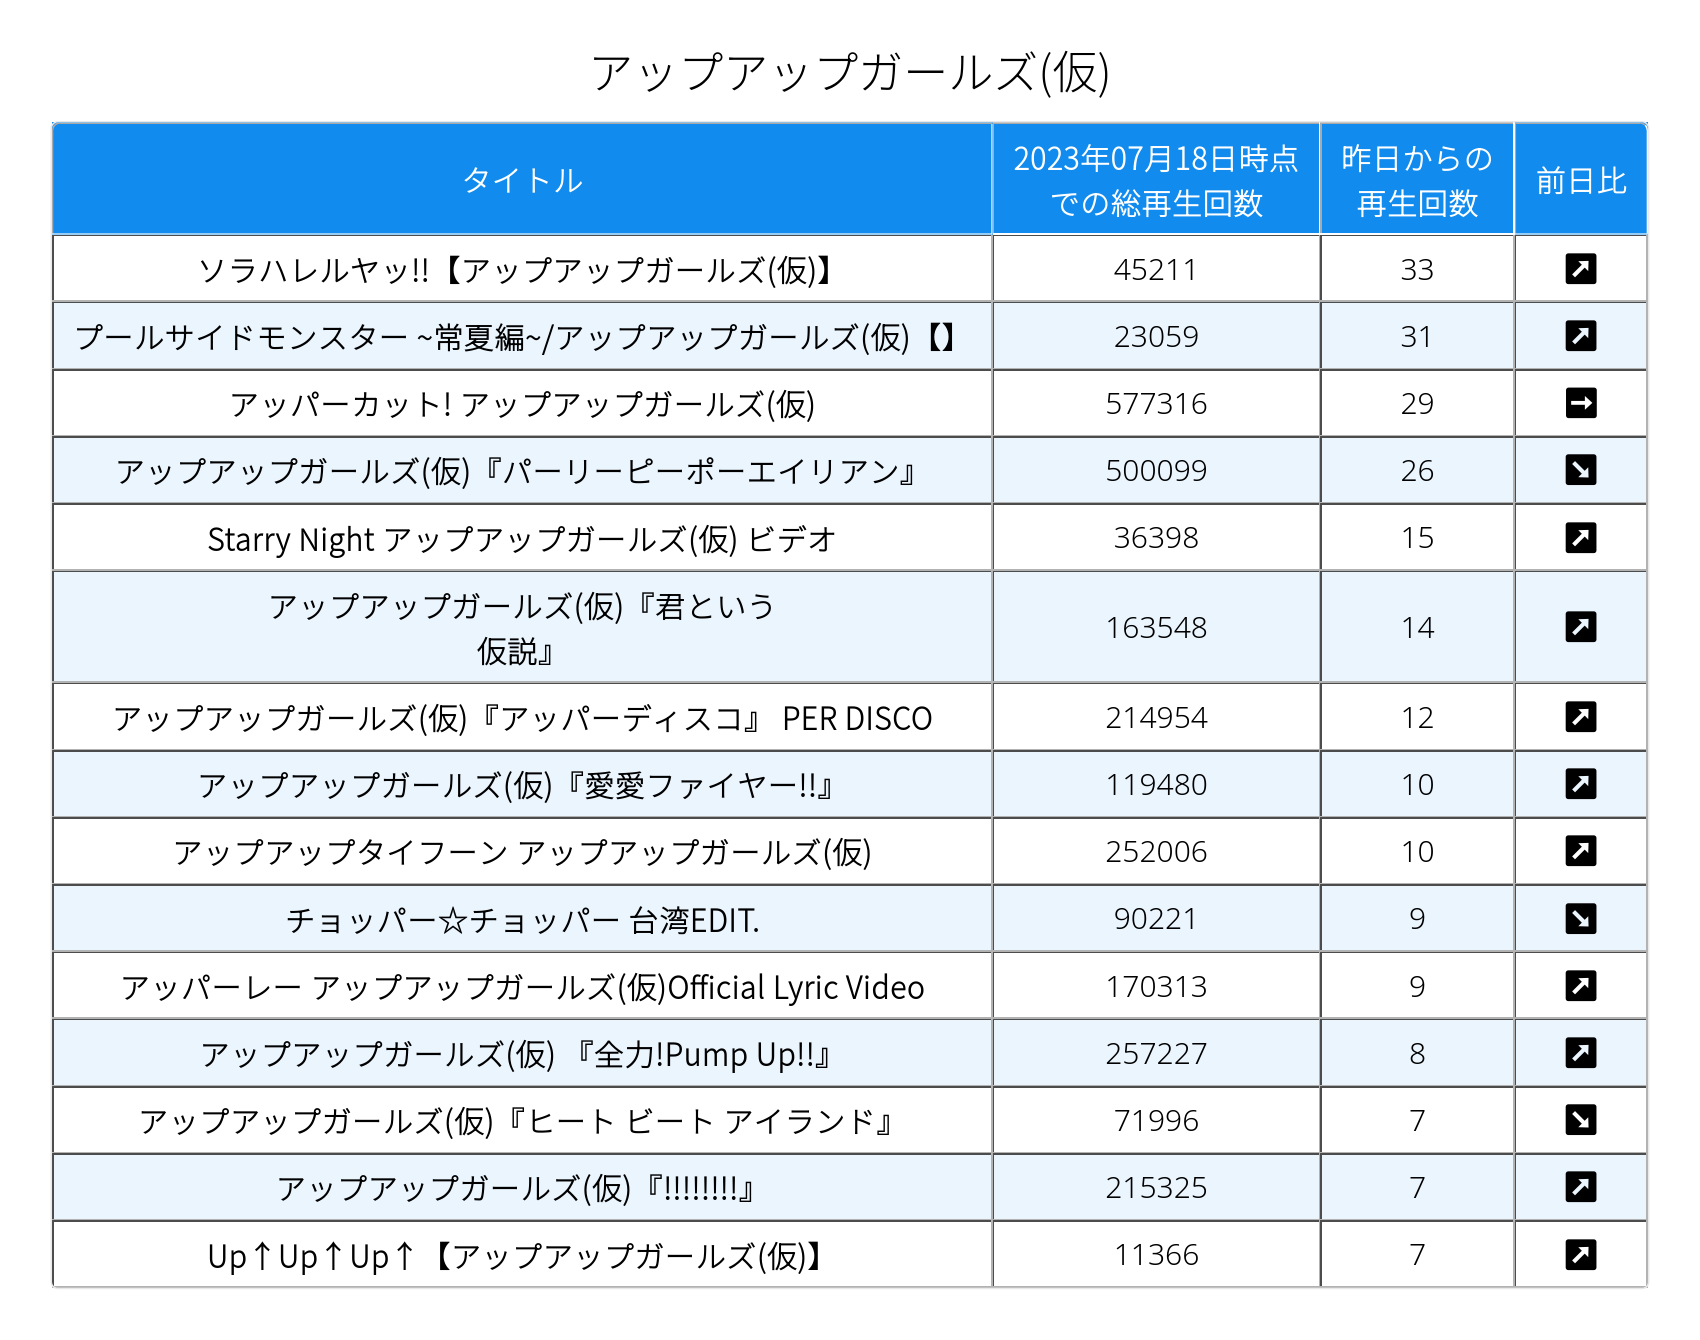 アップアップガールズ(仮)
タイトル 2023年07月18日時点での総再生回数 昨日からの再生回数 前日比
ソラハレルヤッ!!【アップアップガールズ(仮)】 45211 33 ↗
プールサイドモンスター ~常夏編~/アップアップガールズ(仮)【】 23059 31 ↗
アッパーカット! アップアップガールズ(仮) 577316 29 →
アップアップガールズ(仮)『パーリーピーポーエイリアン』 500099 26 ↘
Starry Night アップアップガールズ(仮) ビデオ 36398 15 ↗
アップアップガールズ(仮)『君という
仮説』 163548 14 ↗
アップアップガールズ(仮)『アッパーディスコ』 PER DISCO 214954 12 ↗
アップアップガールズ(仮)『愛愛ファイヤー!!』 119480 10 ↗
アップアップタイフーン アップアップガールズ(仮) 252006 10 ↗
チョッパー☆チョッパー 台湾EDIT. 90221 9 ↘
アッパーレー アップアップガールズ(仮)Official Lyric Video 170313 9 ↗
アップアップガールズ(仮) 『全力!Pump Up!!』 257227 8 ↗
アップアップガールズ(仮)『ヒート ビート アイランド』 71996 7 ↘
アップアップガールズ(仮)『!!!!!!!!』 215325 7 ↗
Up↑Up↑Up↑【アップアップガールズ(仮)】 11366 7 ↗